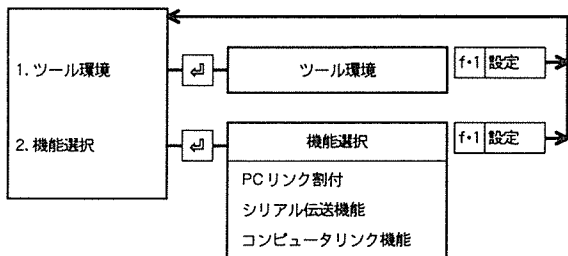 1. ツール環境 ⏎ ツール環境 f・1 設定
2. 機能選択 ⏎ 機能選択 f・1 設定
PCリンク割付
シリアル伝送機能
コンピュータリンク機能